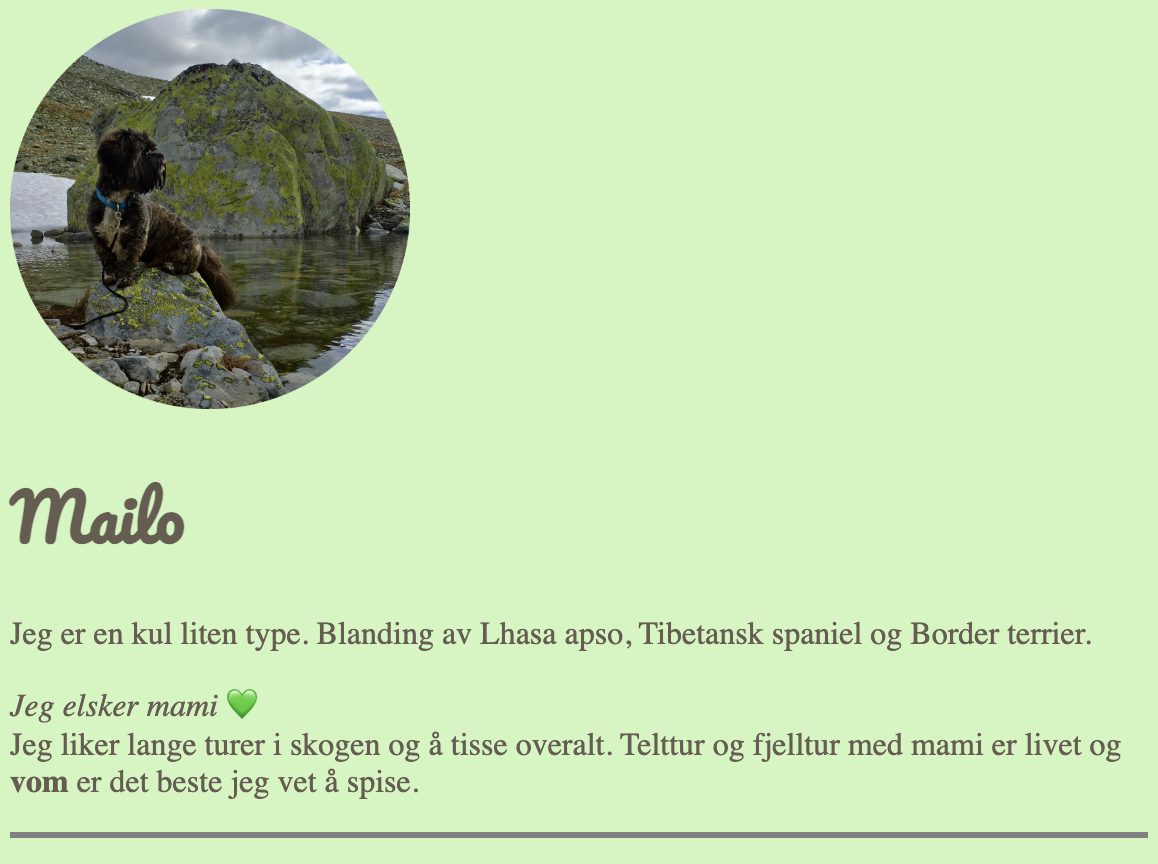 Mailo
Jeg er en kul liten type. Blanding av Lhasa apso, Tibetansk spaniel og Border terrier.
Jeg elsker mami 💚
Jeg liker lange turer i skogen og å tisse overalt. Telttur og fjelltur med mami er livet og
vom er det beste jeg vet å spise.